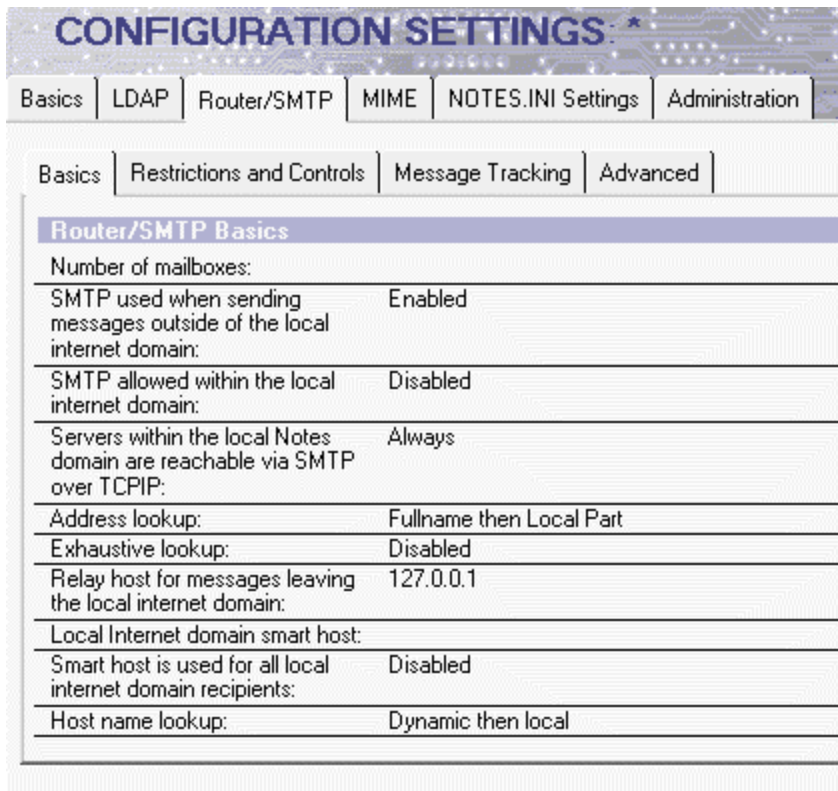 CONFIGURATION SETTINGS: *
Basics LDAP Router/SMTP MIME NOTES.INI Settings Administration
Basics Restrictions and Controls Message Tracking Advanced
Router/SMTP Basics
Number of mailboxes:
SMTP used when sending Enabled
messages outside of the local
internet domain:
SMTP allowed within the local Disabled
internet domain:
Servers within the local Notes Always
domain are reachable via SMTP
over TCPIP:
Address lookup: Fullname then Local Part
Exhaustive lookup: Disabled
Relay host for messages leaving 127.0.0.1
the local internet domain:
Local Internet domain smart host:
Smart host is used for all local Disabled
internet domain recipients:
Host name lookup: Dynamic then local